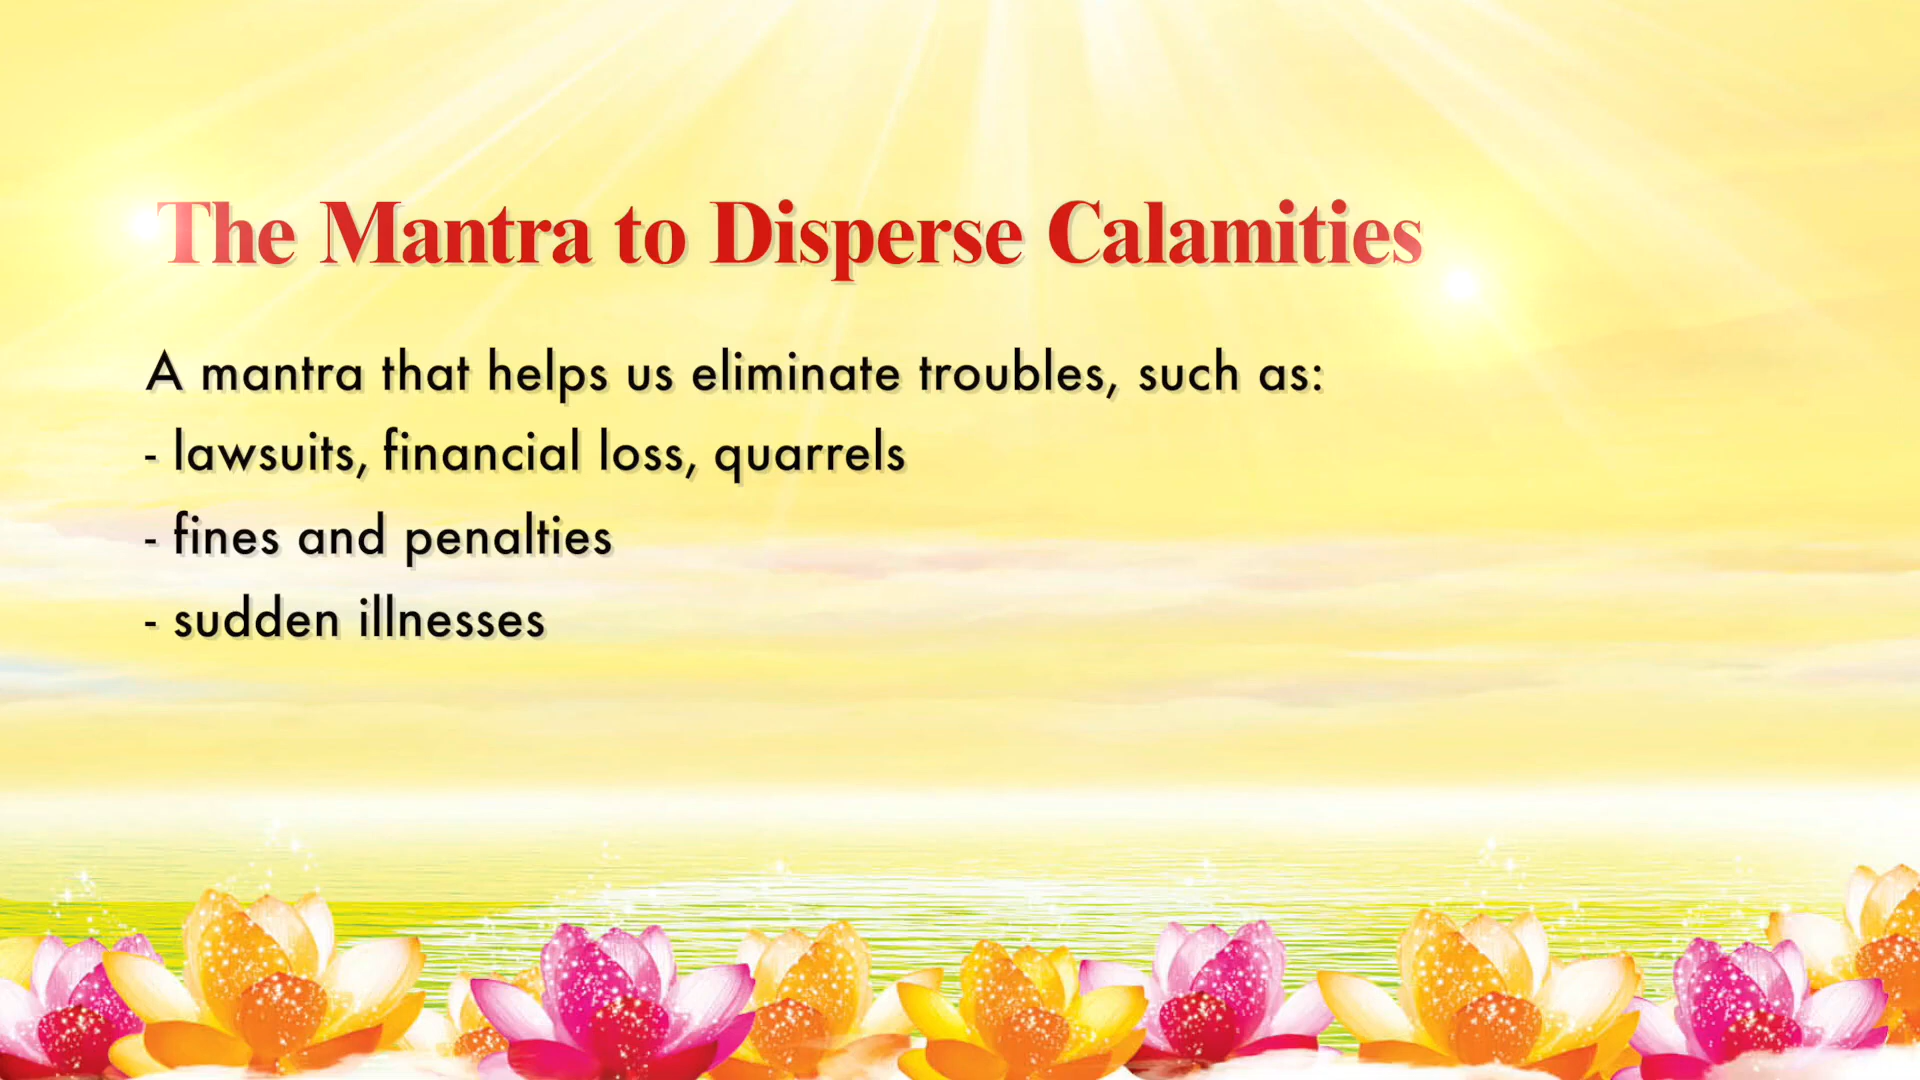 The Mantra to Disperse Calamities
A mantra that helps us eliminate troubles, such as:
- lawsuits, financial loss, quarrels
- fines and penalties
- sudden illnesses